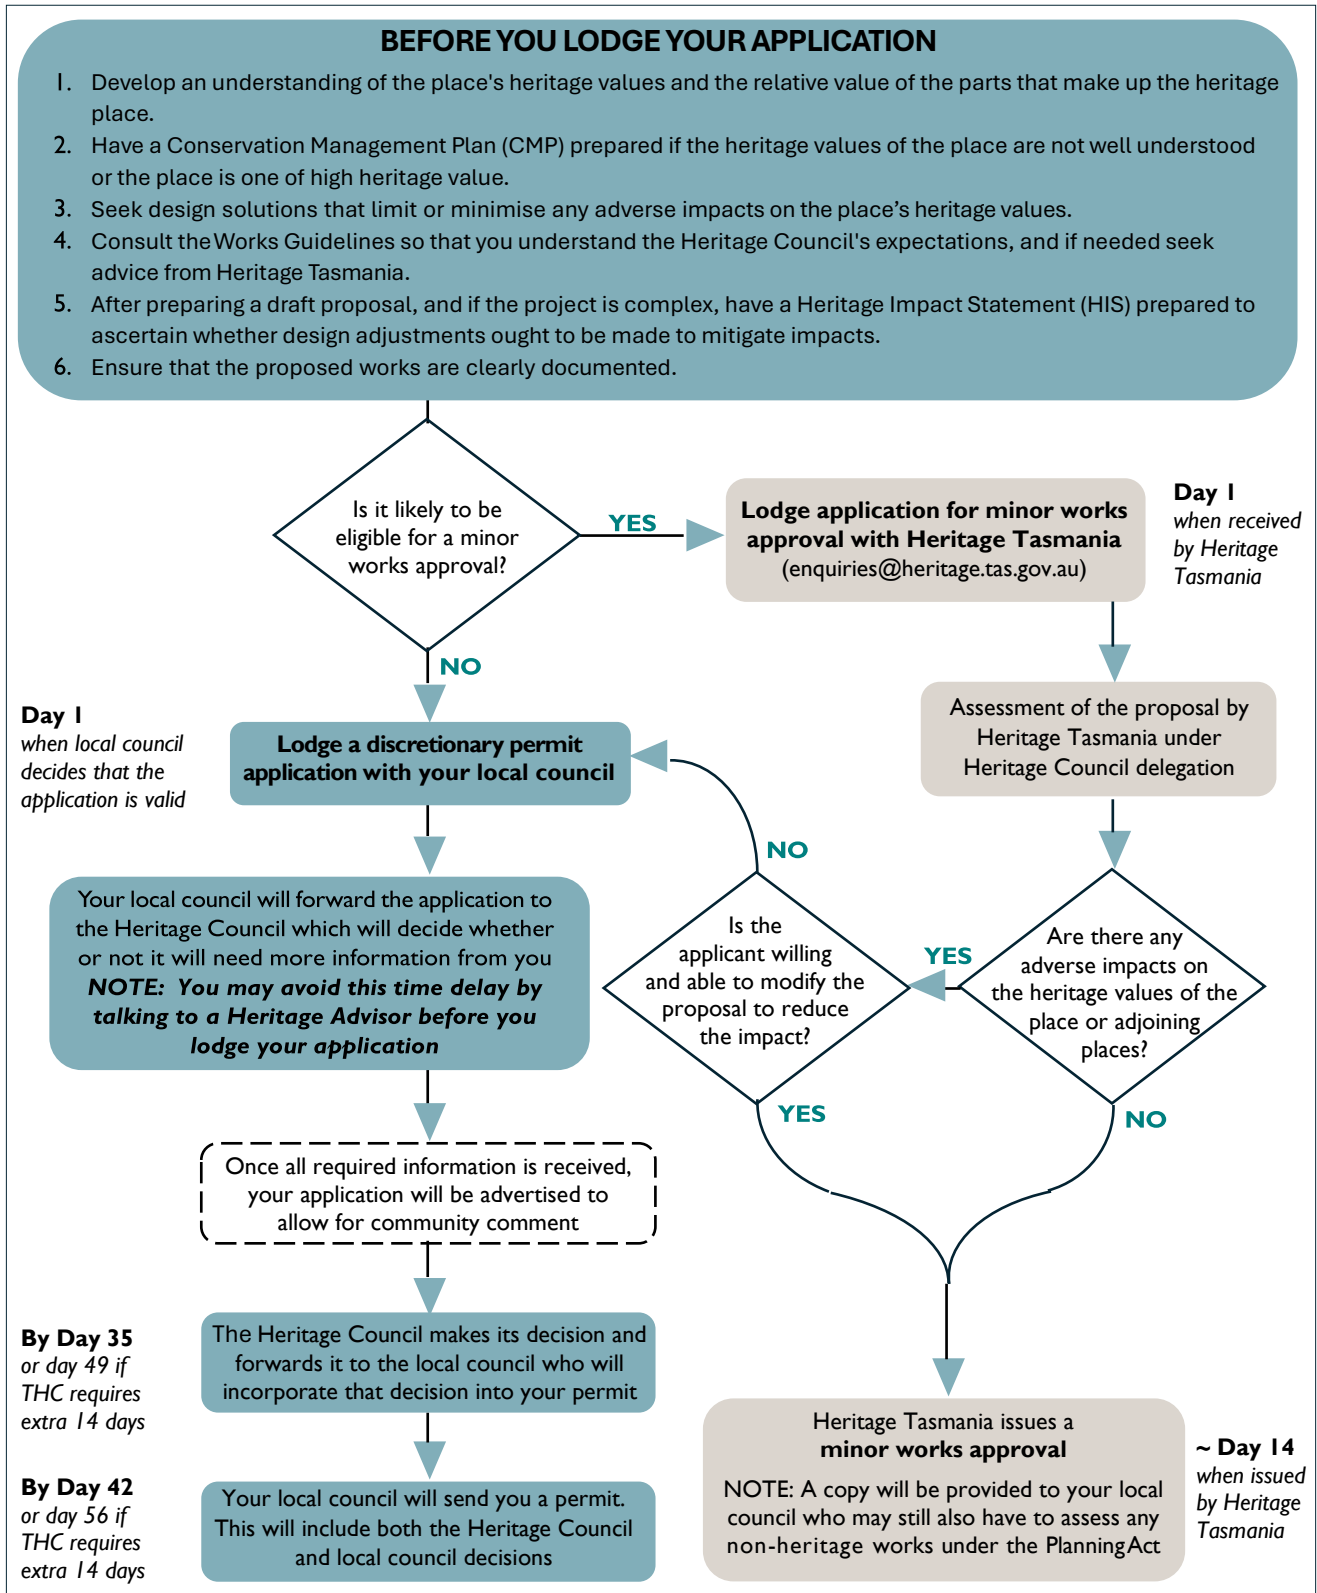 BEFORE YOU LODGE YOUR APPLICATION
1. Develop an understanding of the place's heritage values and the relative value of the parts that make up the heritage
place.
2. Have a Conservation Management Plan (CMP) prepared if the heritage values of the place are not well understood
or the place is one of high heritage value.
3. Seek design solutions that limit or minimise any adverse impacts on the place’s heritage values.
4. Consult the Works Guidelines so that you understand the Heritage Council's expectations, and if needed seek
advice from Heritage Tasmania.
5. After preparing a draft proposal, and if the project is complex, have a Heritage Impact Statement (HIS) prepared to
ascertain whether design adjustments ought to be made to mitigate impacts.
6. Ensure that the proposed works are clearly documented.
Is it likely to be
eligible for a minor
works approval?
YES
Lodge application for minor works
approval with Heritage Tasmania
(enquiries@heritage.tas.gov.au)
Day 1
when received
by Heritage
Tasmania
NO
Day 1
when local council
decides that the
application is valid
Lodge a discretionary permit
application with your local council
Assessment of the proposal by
Heritage Tasmania under
Heritage Council delegation
NO
Your local council will forward the application to
the Heritage Council which will decide whether
or not it will need more information from you
NOTE: You may avoid this time delay by
talking to a Heritage Advisor before you
lodge your application
Is the
applicant willing
and able to modify the
proposal to reduce
the impact?
YES
Are there any
adverse impacts on
the heritage values of the
place or adjoining
places?
YES
NO
Once all required information is received,
your application will be advertised to
allow for community comment
By Day 35
or day 49 if
THC requires
extra 14 days
The Heritage Council makes its decision and
forwards it to the local council who will
incorporate that decision into your permit
By Day 42
or day 56 if
THC requires
extra 14 days
Your local council will send you a permit.
This will include both the Heritage Council
and local council decisions
Heritage Tasmania issues a
minor works approval
NOTE: A copy will be provided to your local
council who may still also have to assess any
non-heritage works under the PlanningAct
~ Day 14
when issued
by Heritage
Tasmania